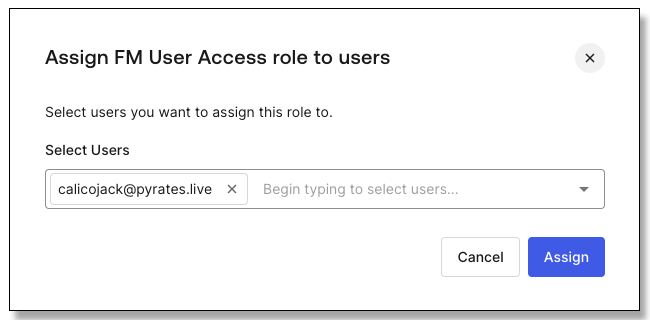 Assign FM User Access role to users
Select users you want to assign this role to.
Select Users
calicojack@pyrates.live Begin typing to select users...
Cancel Assign